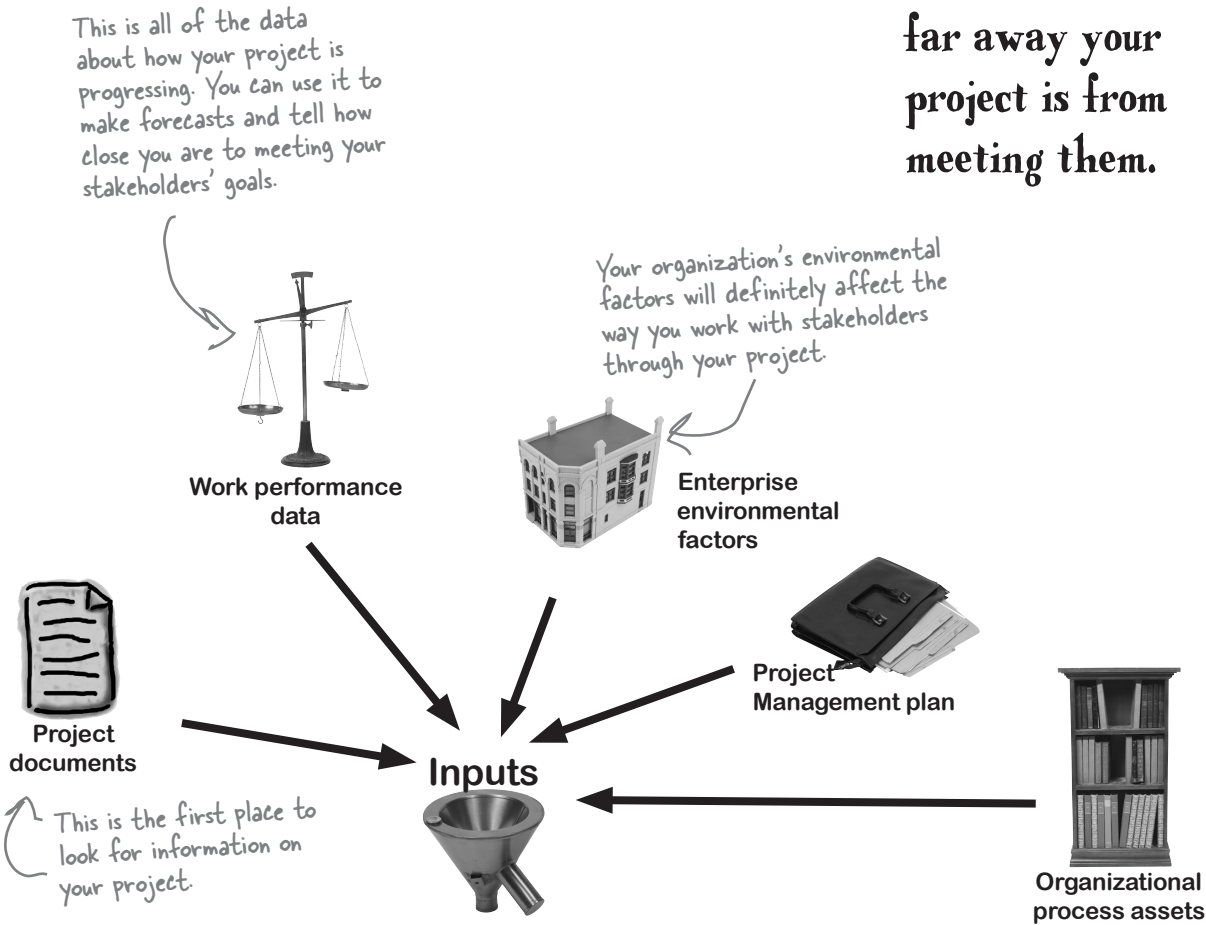 This is all of the data
about how your project is
progressing. You can use it to
make forecasts and tell how
close you are to meeting your
stakeholders' goals.
far away your
project is from
meeting them.
Your organization's environmental
factors will definitely affect the
way you work with stakeholders
through your project.
Work performance
data
Enterprise
environmental
factors
Project
Management plan
Project
documents
Inputs
This is the first place to
look for information on
your project.
Organizational
process assets